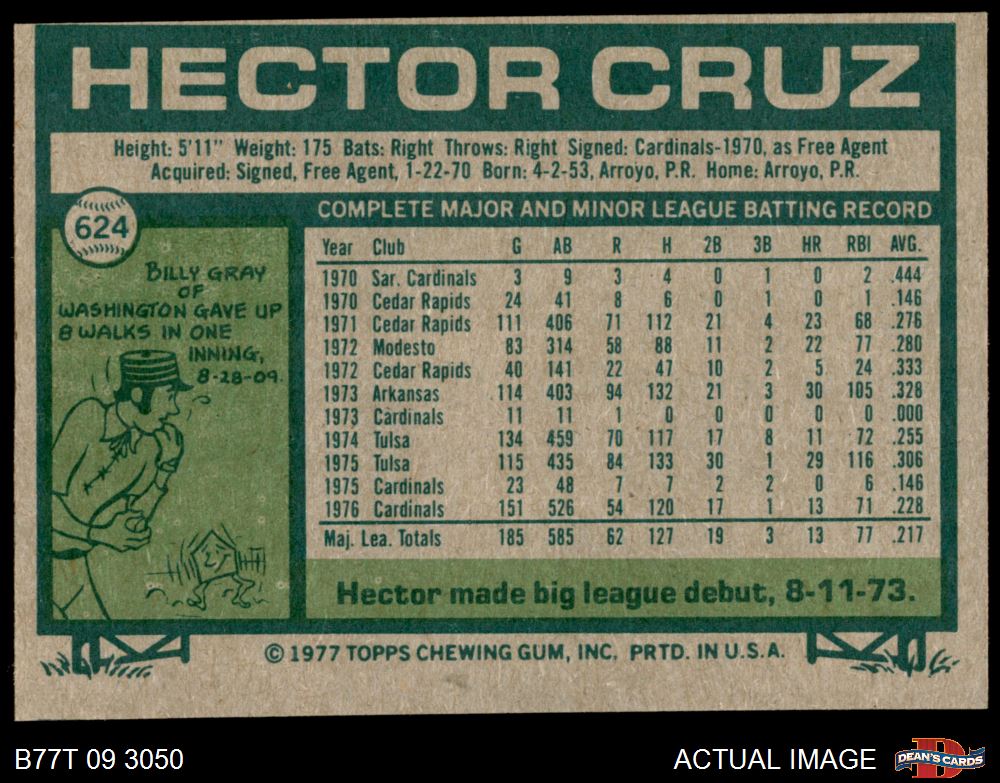 HECTOR CRUZ
Height: 5'11" Weight: 175 Bats: Right Throws: Right Signed: Cardinals-1970, as Free Agent
Acquired: Signed, Free Agent, 1-22-70 Born: 4-2-53, Arroyo, P.R. Home: Arroyo, P.R.
624
BILLY GRAY
OF
WASHINGTON GAVE UP
8 WALKS IN ONE
INNING,
8-28-09.
COMPLETE MAJOR AND MINOR LEAGUE BATTING RECORD
Year Club G AB R H 2B 3B HR RBI AVG.
1970 Sar. Cardinals 3 9 3 4 0 1 0 2 .444
1970 Cedar Rapids 24 41 8 6 0 1 0 1 .146
1971 Cedar Rapids 111 406 71 112 21 4 23 68 .276
1972 Modesto 83 314 58 88 11 2 22 77 .280
1972 Cedar Rapids 40 141 22 47 10 2 5 24 .333
1973 Arkansas 114 403 94 132 21 3 30 105 .328
1973 Cardinals 11 11 1 0 0 0 0 0 .000
1974 Tulsa 134 459 70 117 17 8 11 72 .255
1975 Tulsa 115 435 84 133 30 1 29 116 .306
1975 Cardinals 23 48 7 7 2 2 0 6 .146
1976 Cardinals 151 526 54 120 17 1 13 71 .228
Maj. Lea. Totals 185 585 62 127 19 3 13 77 .217
Hector made big league debut, 8-11-73.
© 1977 TOPPS CHEWING GUM, INC. PRTD. IN U.S.A.
B77T 09 3050
ACTUAL IMAGE
D
DEAN'S CARDS